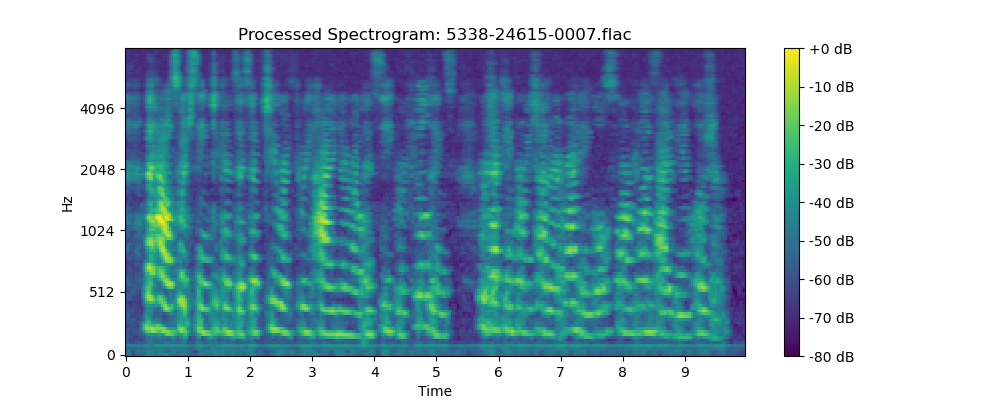 Processed Spectrogram: 5338-24615-0007.flac
Hz
4096
2048
1024
512
0
0 1 2 3 4 5 6 7 8 9
Time
+0 dB
-10 dB
-20 dB
-30 dB
-40 dB
-50 dB
-60 dB
-70 dB
-80 dB